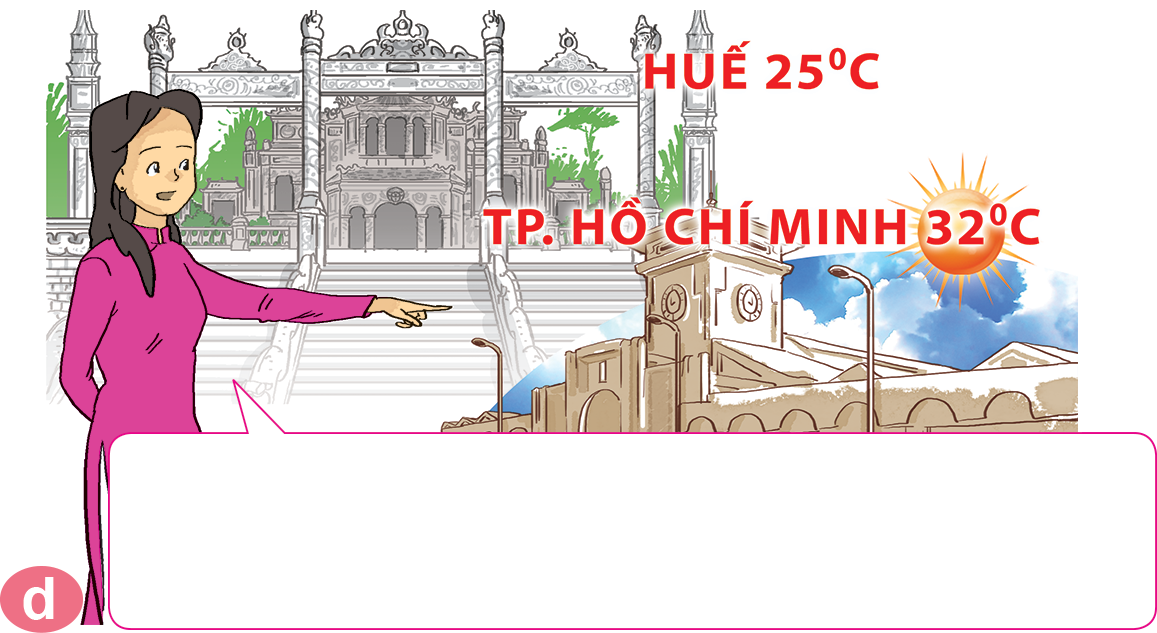 HUẾ 25⁰C
TP. HỒ CHÍ MINH 32⁰C
d